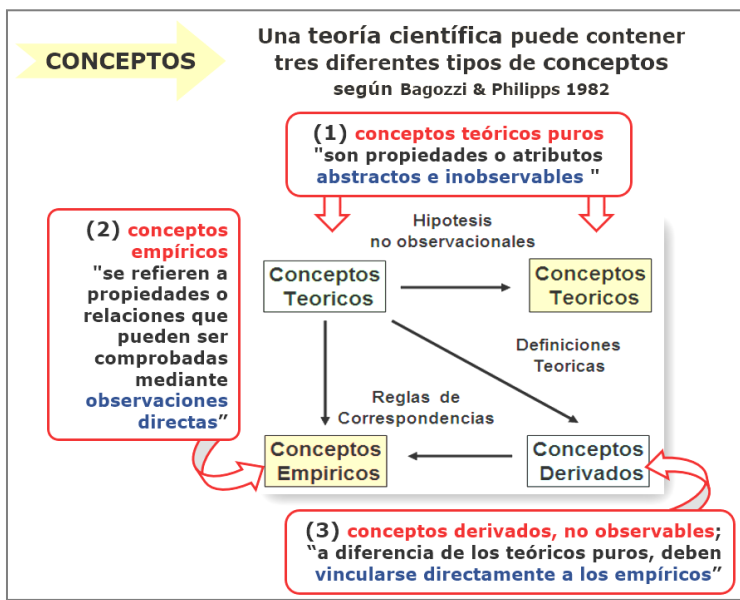 CONCEPTOS
Una teoría científica puede contener
tres diferentes tipos de conceptos
según Bagozzi & Philipps 1982
(1) conceptos teóricos puros
"son propiedades o atributos
abstractos e inobservables "
(2) conceptos
empíricos
"se refieren a
propiedades o
relaciones que
pueden ser
comprobadas
mediante
observaciones
directas”
Hipotesis
no observacionales
Conceptos
Teoricos
Conceptos
Teoricos
Definiciones
Teoricas
Reglas de
Correspondencias
Conceptos
Empiricos
Conceptos
Derivados
(3) conceptos derivados, no observables;
“a diferencia de los teóricos puros, deben
vincularse directamente a los empíricos”